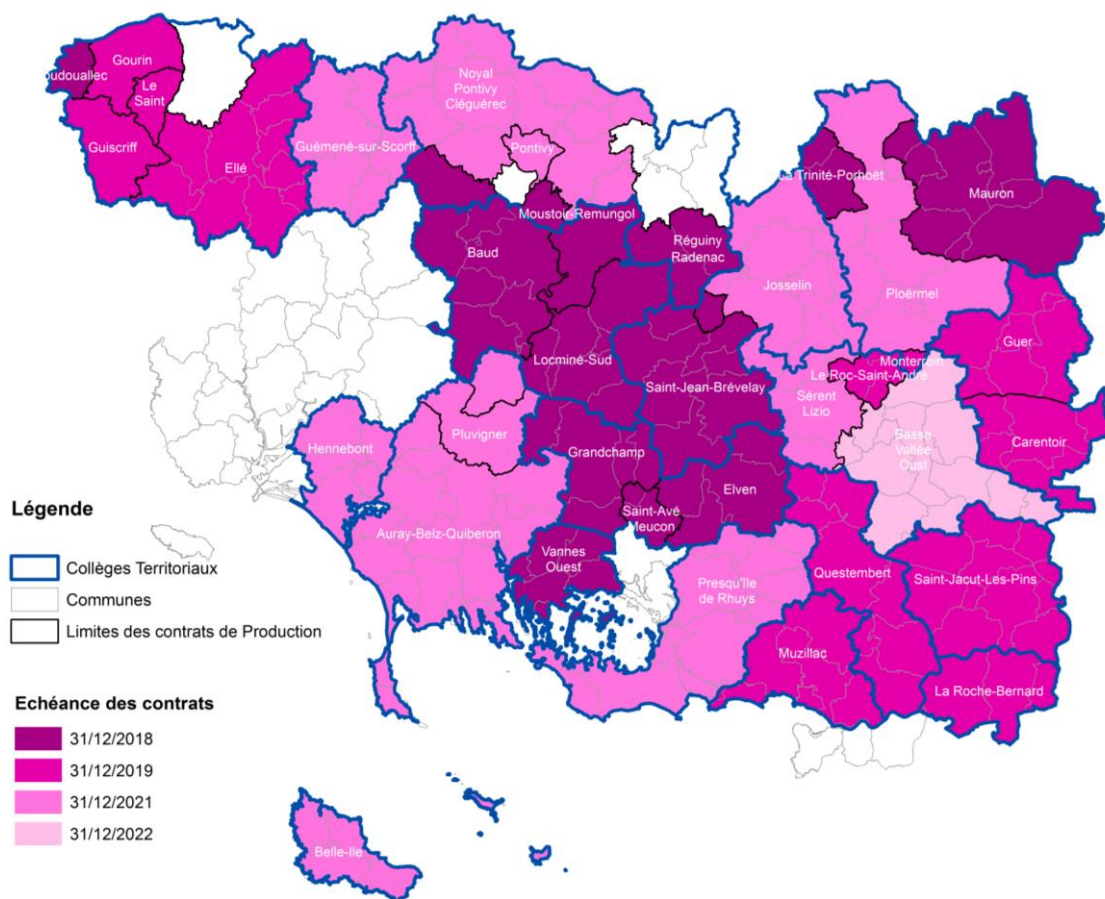 Gourin
oudouallec
Le
Saint
Guiscriff
Ellé
Guémené-sur-Scorff
Noyal
Pontivy
Cléguérec
Pontivy
Moustoir-Remungol
Baud
Réguiny
Radenac
La Trinité-Porhoët
Mauron
Josselin
Ploërmel
Guer
Locminé-Sud
Saint-Jean-Brévelay
Monterrein
Le Roc-Saint-André
Sérent
Lizio
Basse
Vallée
Oust
Carentoir
Pluvigner
Hennebont
Grandchamp
Elven
Saint-Avé
Meucon
Auray-Belz-Quiberon
Vannes
Ouest
Presqu'Ile
de Rhuys
Questembert
Saint-Jacut-Les-Pins
Muzillac
La Roche-Bernard
Belle-Ile
Légende
Collèges Territoriaux
Communes
Limites des contrats de Production
Echéance des contrats
31/12/2018
31/12/2019
31/12/2021
31/12/2022